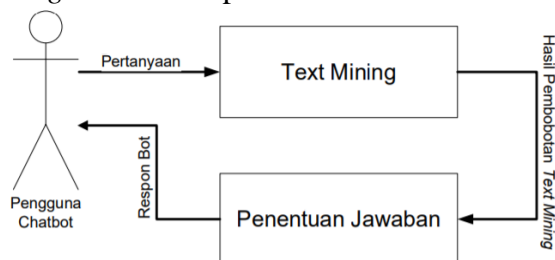 Pertanyaan
Text Mining
Hasil Pembobotan Text Mining
Respon Bot
Penentuan Jawaban
Pengguna
Chatbot